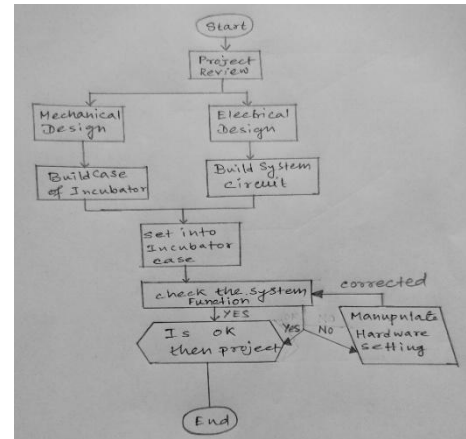 Start
Project
Review
Mechanical
Design
Electrical
Design
Build Case
of Incubator
Build System
Circuit
set into
Incubator
case
corrected
check the system
Function
YES
Is ok
then project
Yes
No
Manupulate
Hardware
setting
End